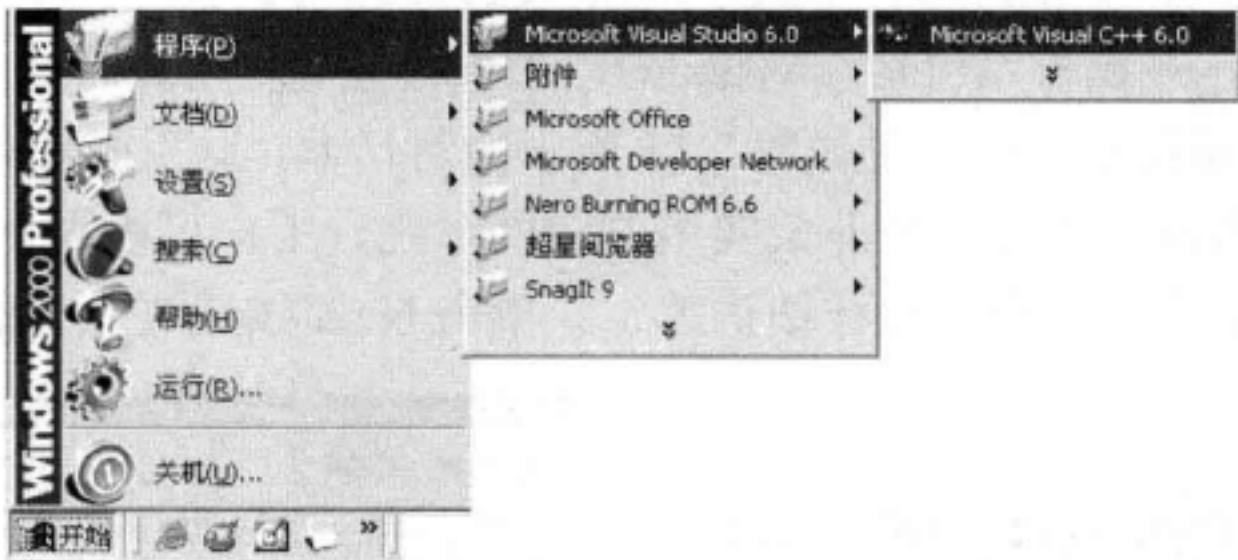 Windows 2000 Professional
程序(P)
文档(D)
设置(S)
搜索(C)
帮助(H)
运行(R)...
关机(U)...
开始
Microsoft Visual Studio 6.0
附件
Microsoft Office
Microsoft Developer Network
Nero Burning ROM 6.6
超星阅览器
SnagIt 9
Microsoft Visual C++ 6.0